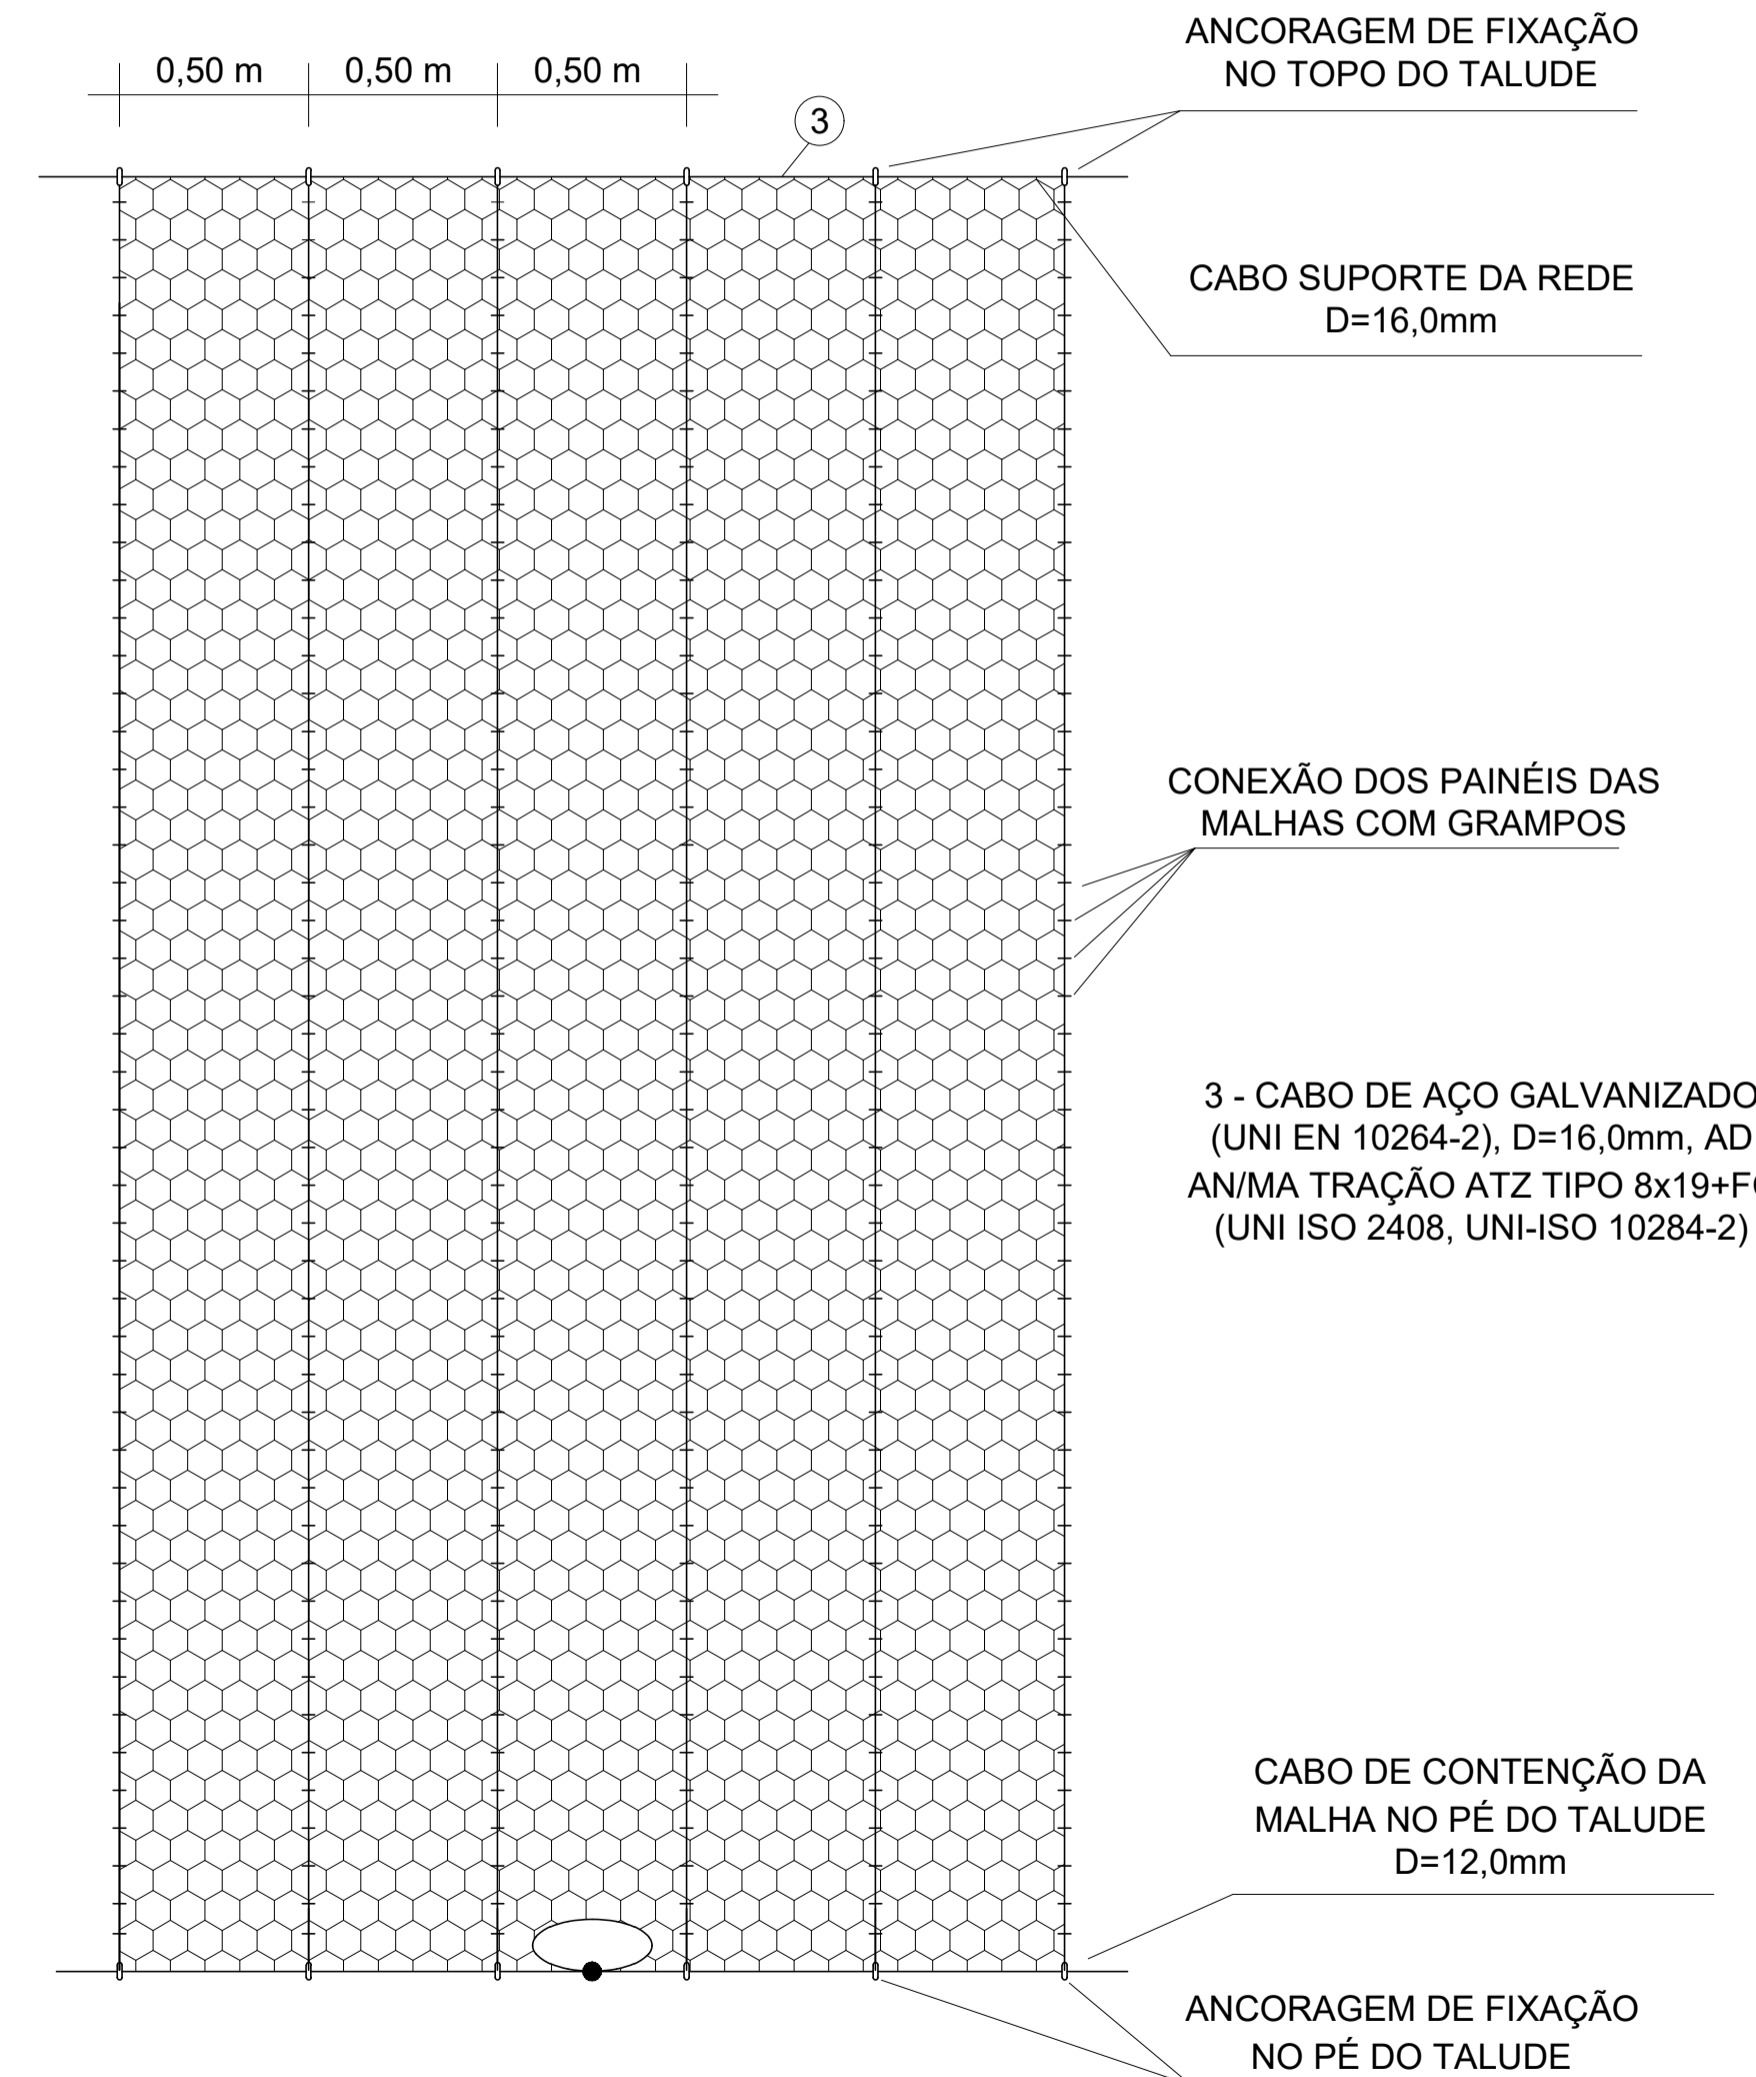 ANCORAGEM DE FIXAÇÃO
NO TOPO DO TALUDE
0,50 m 0,50 m 0,50 m
3
CABO SUPORTE DA REDE
D=16,0mm
CONEXÃO DOS PAINÉIS DAS
MALHAS COM GRAMPOS
3 - CABO DE AÇO GALVANIZADO
(UNI EN 10264-2), D=16,0mm, AD
AN/MA TRAÇÃO ATZ TIPO 8x19+F
(UNI ISO 2408, UNI-ISO 10284-2)
CABO DE CONTENÇÃO DA
MALHA NO PÉ DO TALUDE
D=12,0mm
ANCORAGEM DE FIXAÇÃO
NO PÉ DO TALUDE